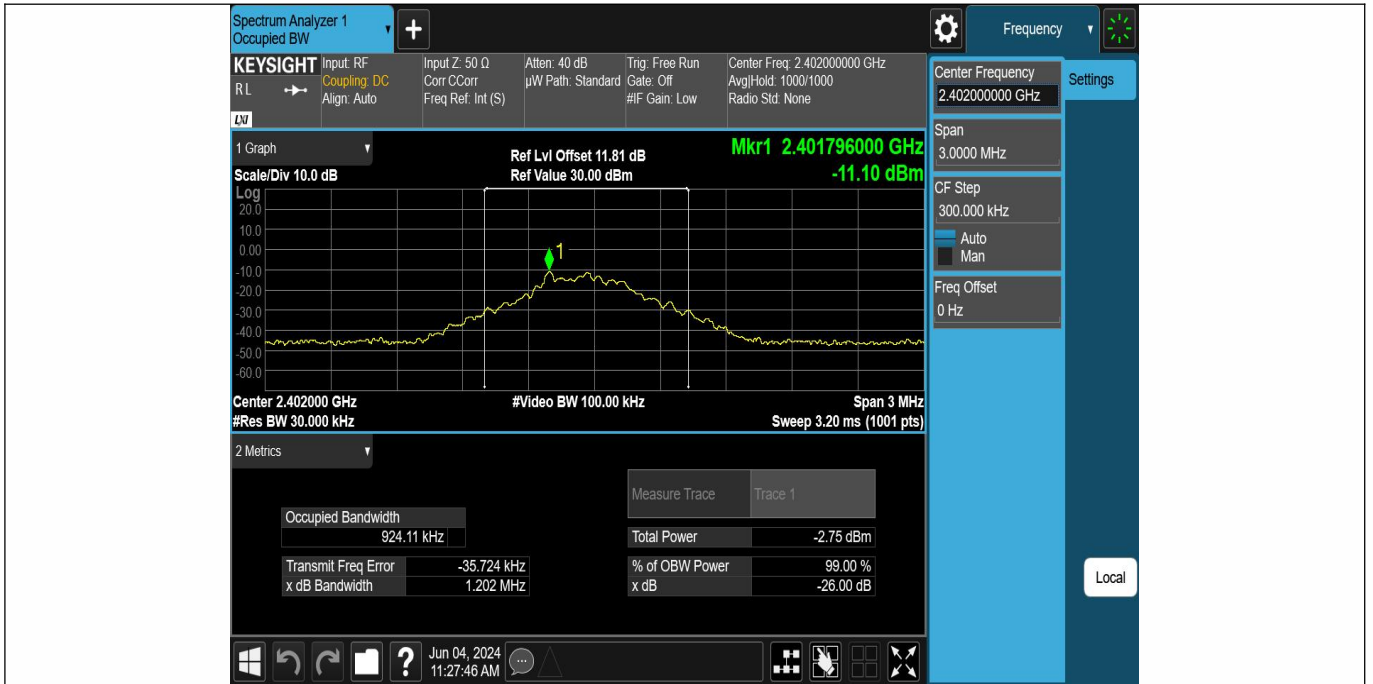 Spectrum Analyzer 1
Occupied BW
+
Frequency
KEYSIGHT
RL
LXI
Input: RF
Coupling: DC
Align: Auto
Input Z: 50 Ω
Corr CCorr
Freq Ref: Int (S)
Atten: 40 dB
µW Path: Standard
Trig: Free Run
Gate: Off
#IF Gain: Low
Center Freq: 2.402000000 GHz
Avg|Hold: 1000/1000
Radio Std: None
Center Frequency
2.402000000 GHz
Settings
Span
3.0000 MHz
CF Step
300.000 kHz
Auto
Man
Freq Offset
0 Hz
Local
1 Graph
Scale/Div 10.0 dB
Ref Lvl Offset 11.81 dB
Ref Value 30.00 dBm
Mkr1 2.401796000 GHz
-11.10 dBm
Log
20.0
10.0
0.00
-10.0
-20.0
-30.0
-40.0
-50.0
-60.0
1
Center 2.402000 GHz
#Video BW 100.00 kHz
Span 3 MHz
#Res BW 30.000 kHz
Sweep 3.20 ms (1001 pts)
2 Metrics
Measure Trace
Trace 1
Occupied Bandwidth
924.11 kHz
Total Power
-2.75 dBm
Transmit Freq Error
-35.724 kHz
% of OBW Power
99.00 %
x dB Bandwidth
1.202 MHz
x dB
-26.00 dB
?
Jun 04, 2024
11:27:46 AM